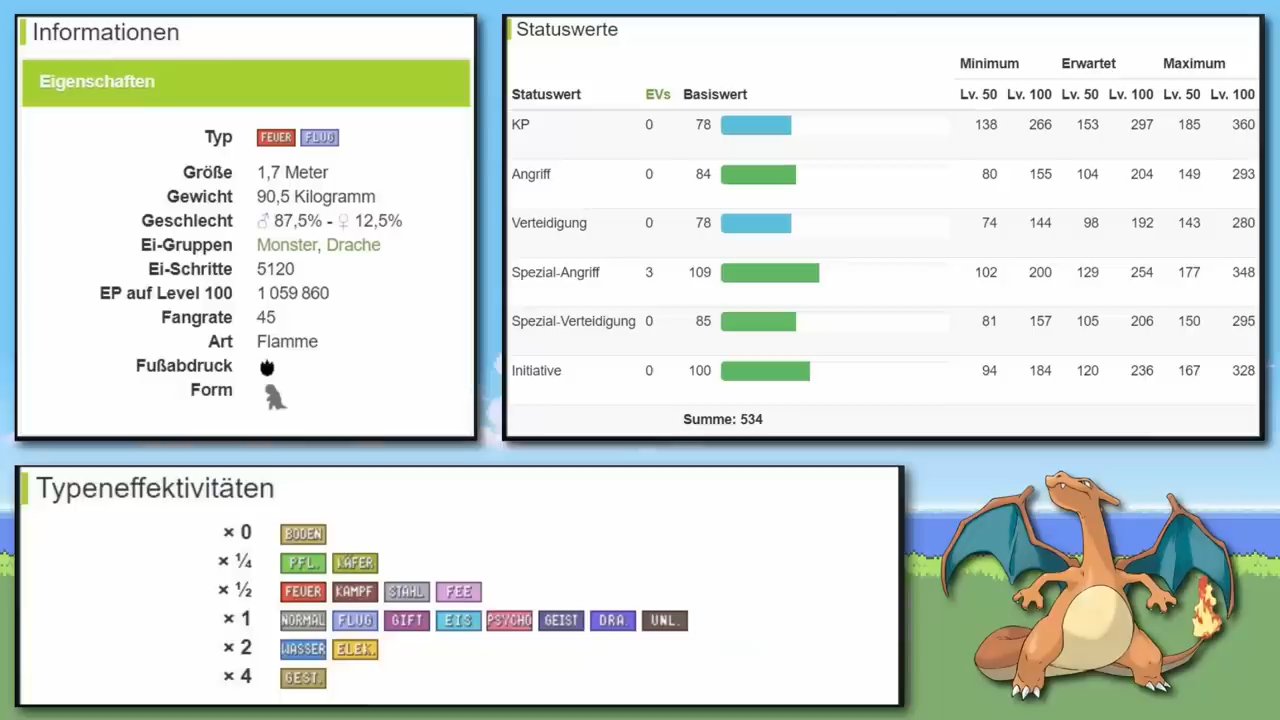 Informationen
Eigenschaften
Typ FEUER FLUG
Größe 1,7 Meter
Gewicht 90,5 Kilogramm
Geschlecht ♂ 87,5% - ♀ 12,5%
Ei-Gruppen Monster, Drache
Ei-Schritte 5120
EP auf Level 100 1 059 860
Fangrate 45
Art Flamme
Fußabdruck
Form
Statuswerte
Minimum Erwartet Maximum
Statuswert EVs Basiswert Lv. 50 Lv. 100 Lv. 50 Lv. 100 Lv. 50 Lv. 100
KP 0 78 138 266 153 297 185 360
Angriff 0 84 80 155 104 204 149 293
Verteidigung 0 78 74 144 98 192 143 280
Spezial-Angriff 3 109 102 200 129 254 177 348
Spezial-Verteidigung 0 85 81 157 105 206 150 295
Initiative 0 100 94 184 120 236 167 328
Summe: 534
Typeneffektivitäten
× 0 BODEN
× ¼ PFL. KÄFER
× ½ FEUER KAMPF STAHL FEE
× 1 NORMAL FLUG GIFT EIS PSYCHO GEIST DRA. UNL.
× 2 WASSER ELEK.
× 4 GEST.